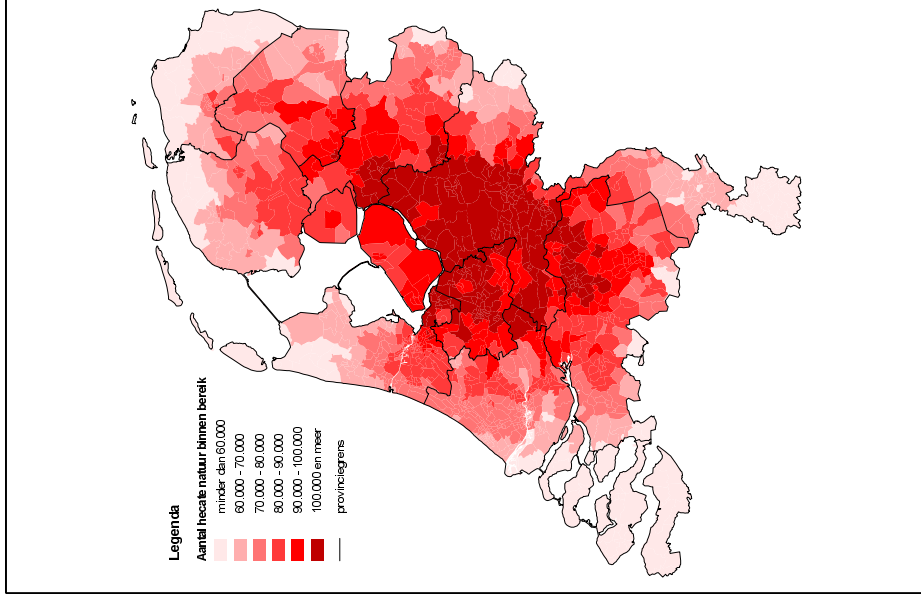 Legenda
Aantal hecate natuur binnen bereik
minder dan 60.000
60.000 - 70.000
70.000 - 80.000
80.000 - 90.000
90.000 - 100.000
100.000 en meer
provinciegrens